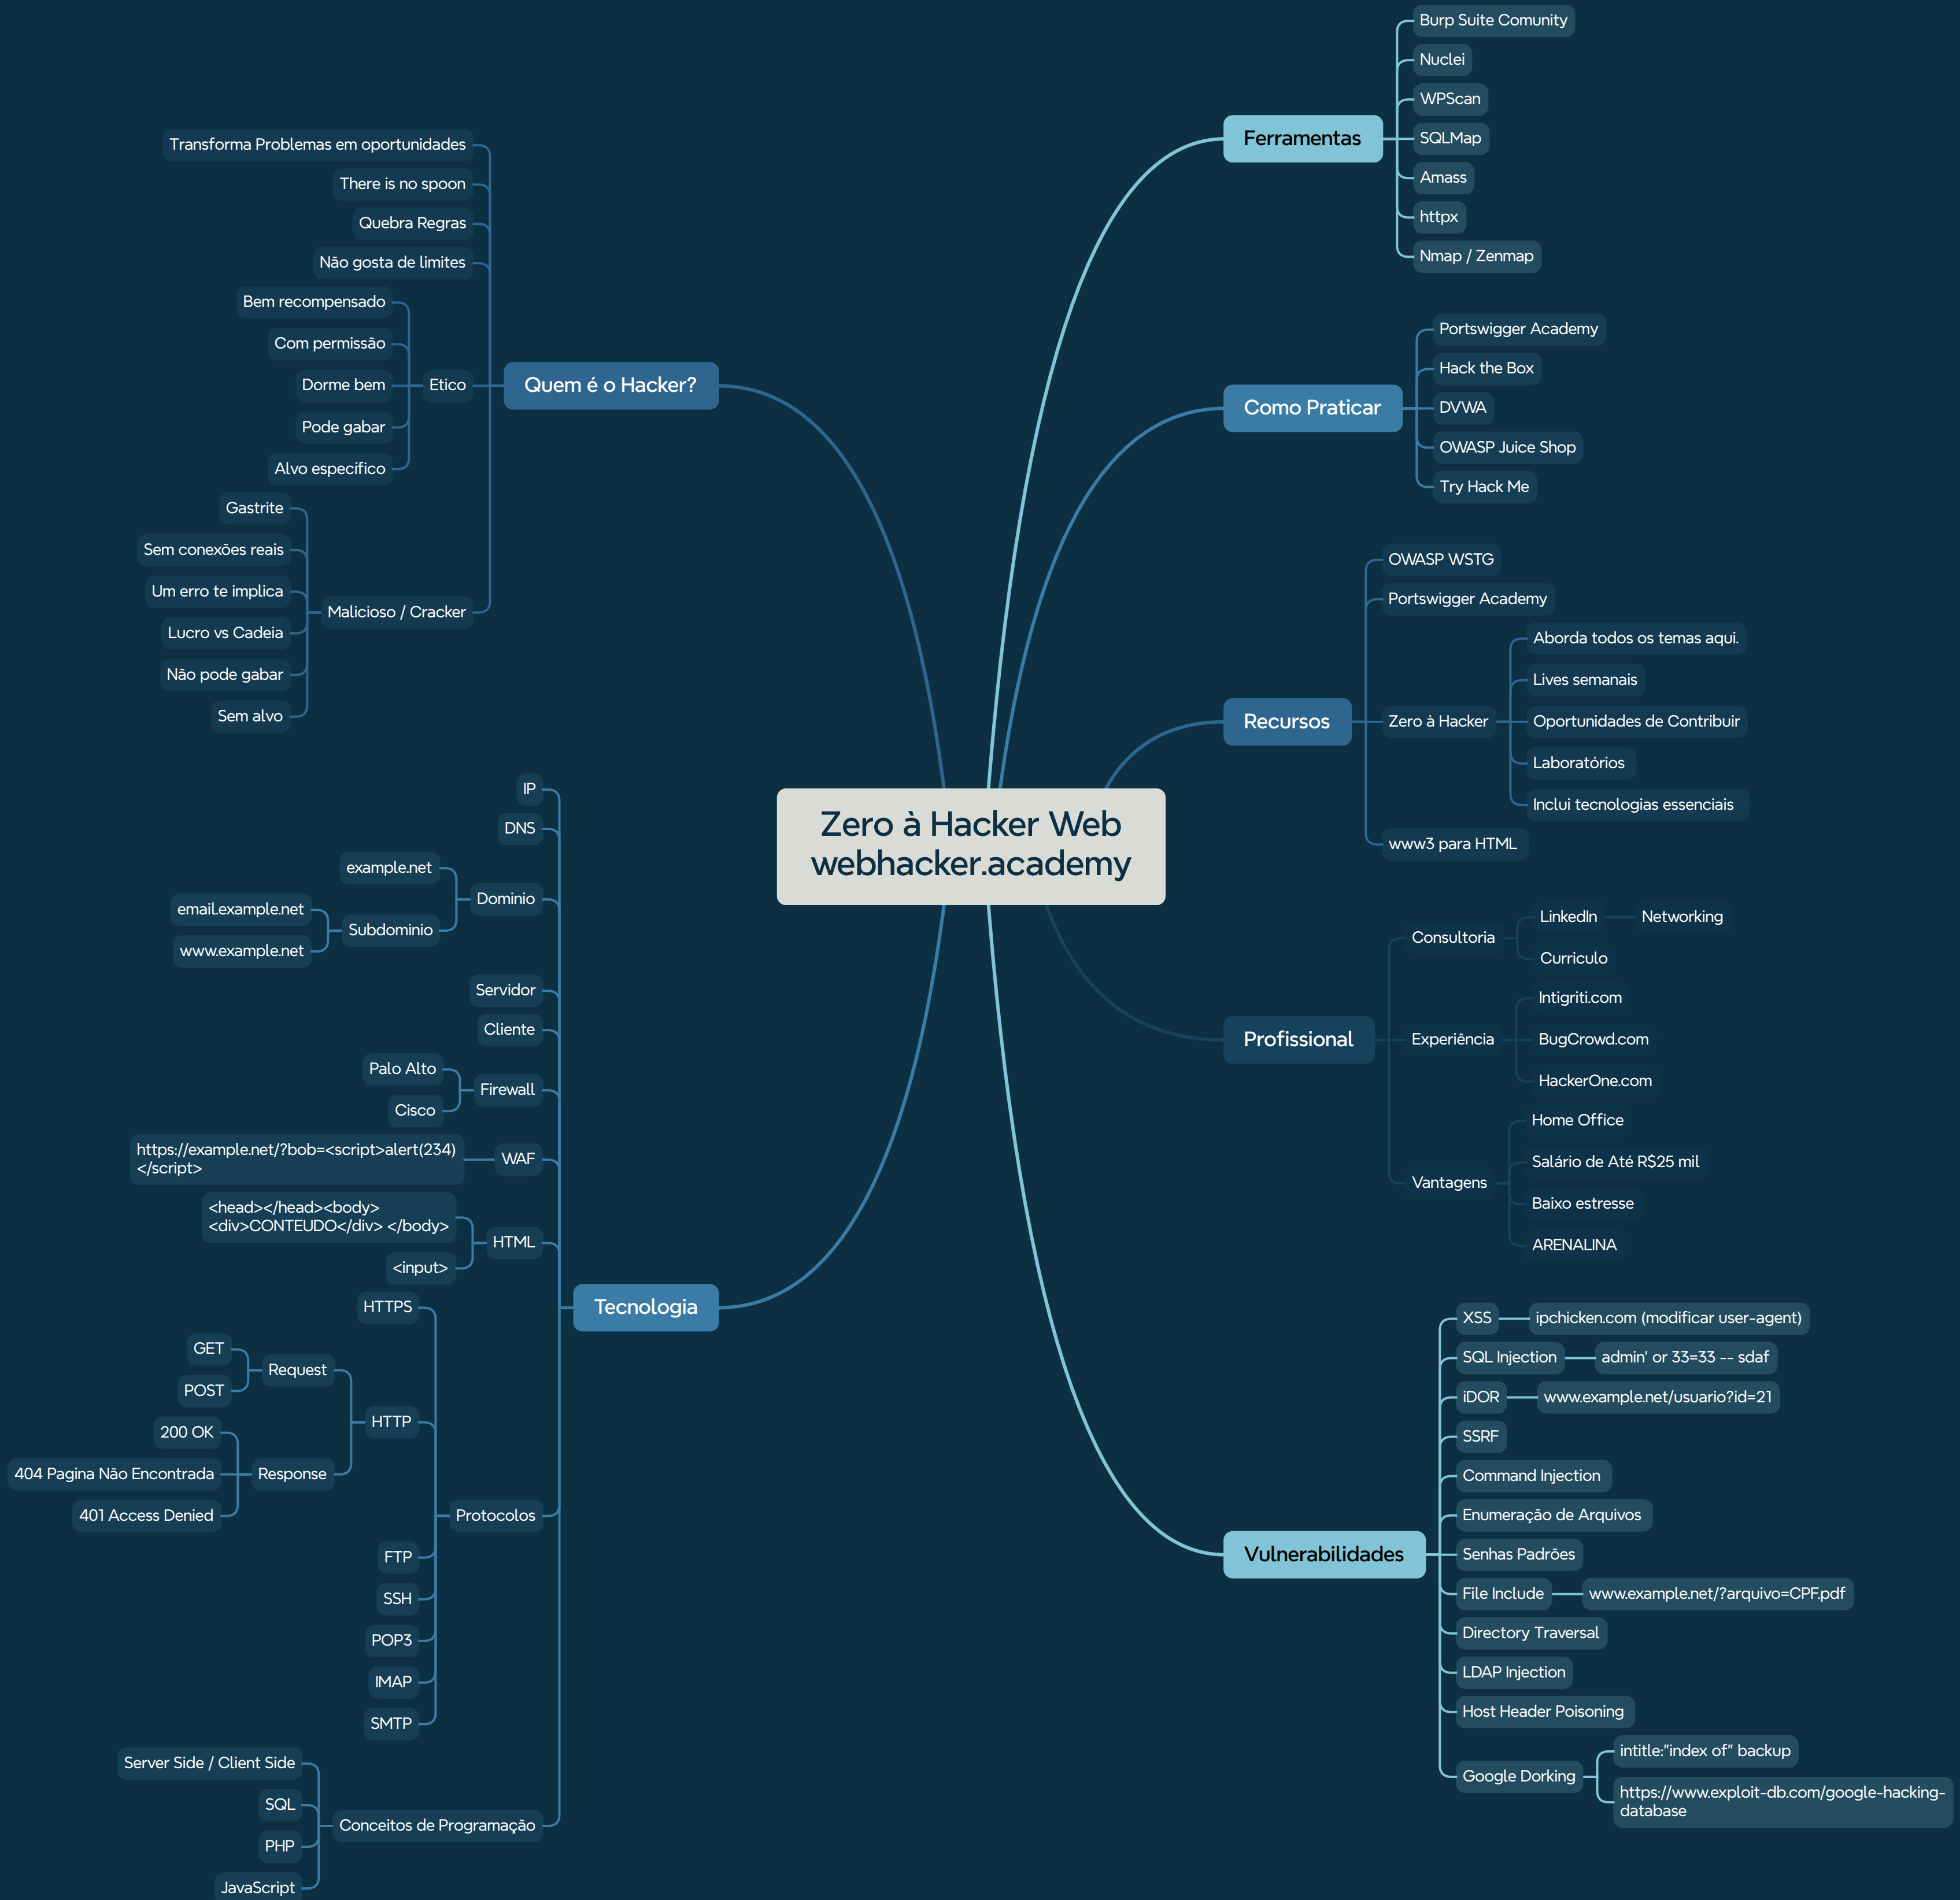 Zero à Hacker Web
webhacker.academy
Quem é o Hacker?
Transforma Problemas em oportunidades
There is no spoon
Quebra Regras
Não gosta de limites
Etico
Bem recompensado
Com permissão
Dorme bem
Pode gabar
Alvo específico
Malicioso / Cracker
Gastrite
Sem conexões reais
Um erro te implica
Lucro vs Cadeia
Não pode gabar
Sem alvo
Tecnologia
IP
DNS
Dominio
example.net
Subdominio
email.example.net
www.example.net
Servidor
Cliente
Firewall
Palo Alto
Cisco
WAF
https://example.net/?bob=<script>alert(234)
</script>
HTML
<head></head><body>
<div>CONTEUDO</div> </body>
<input>
Protocolos
HTTPS
HTTP
Request
GET
POST
Response
200 OK
404 Pagina Não Encontrada
401 Access Denied
FTP
SSH
POP3
IMAP
SMTP
Conceitos de Programação
Server Side / Client Side
SQL
PHP
JavaScript
Ferramentas
Burp Suite Comunity
Nuclei
WPScan
SQLMap
Amass
httpx
Nmap / Zenmap
Como Praticar
Portswigger Academy
Hack the Box
DVWA
OWASP Juice Shop
Try Hack Me
Recursos
OWASP WSTG
Portswigger Academy
Zero à Hacker
Aborda todos os temas aqui.
Lives semanais
Oportunidades de Contribuir
Laboratórios
Inclui tecnologias essenciais
www3 para HTML
Profissional
Consultoria
LinkedIn
Networking
Curriculo
Experiência
Intigriti.com
BugCrowd.com
HackerOne.com
Vantagens
Home Office
Salário de Até R$25 mil
Baixo estresse
ARENALINA
Vulnerabilidades
XSS
ipchicken.com (modificar user-agent)
SQL Injection
admin' or 33=33 -- sdaf
iDOR
www.example.net/usuario?id=21
SSRF
Command Injection
Enumeração de Arquivos
Senhas Padrões
File Include
www.example.net/?arquivo=CPF.pdf
Directory Traversal
LDAP Injection
Host Header Poisoning
Google Dorking
intitle:"index of" backup
https://www.exploit-db.com/google-hacking-
database